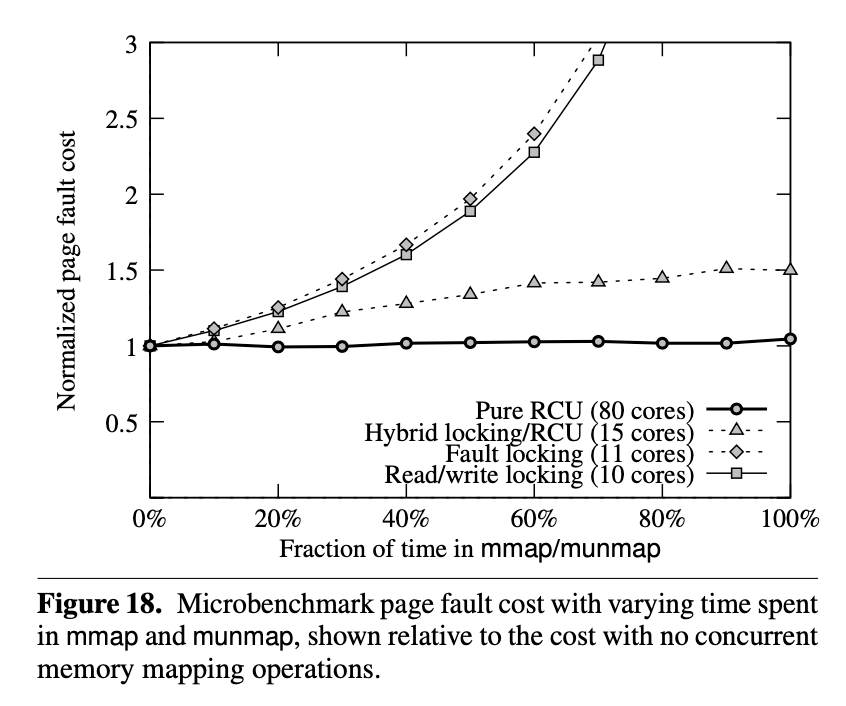 3
2.5
2
1.5
1
0.5
Normalized page fault cost
Pure RCU (80 cores)
Hybrid locking/RCU (15 cores)
Fault locking (11 cores)
Read/write locking (10 cores)
0% 20% 40% 60% 80% 100%
Fraction of time in mmap/munmap
Figure 18. Microbenchmark page fault cost with varying time spent
in mmap and munmap, shown relative to the cost with no concurrent
memory mapping operations.